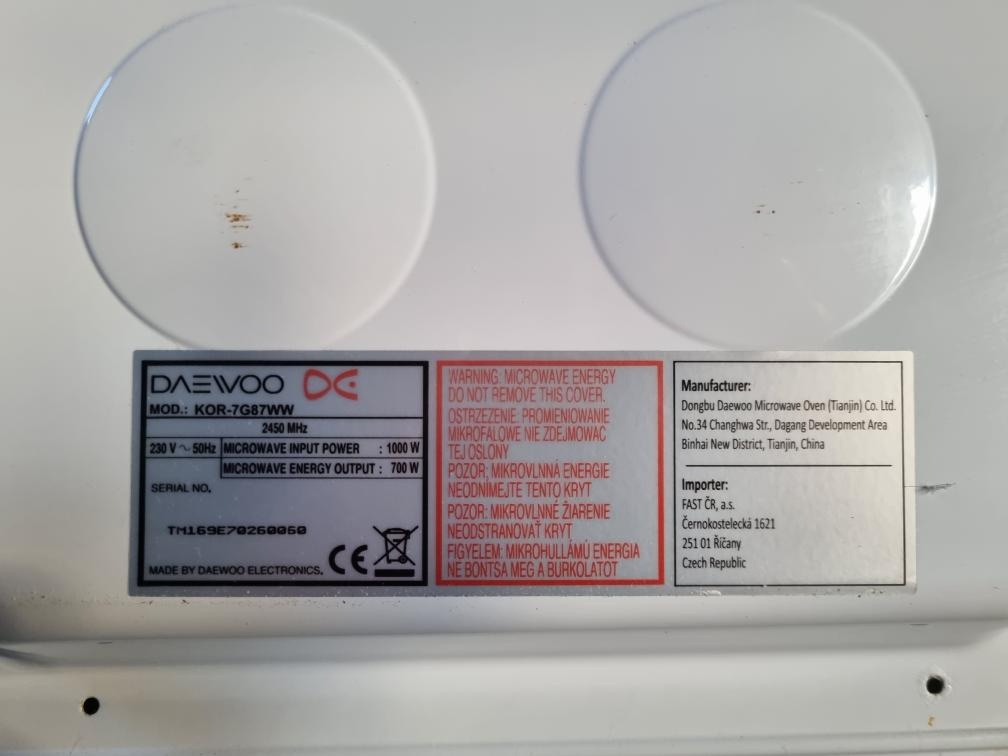 DAEWOO
MOD.: KOR-7G87WW
2450 MHz
230 V ~ 50Hz MICROWAVE INPUT POWER : 1000 W
MICROWAVE ENERGY OUTPUT : 700 W
SERIAL NO.
TM169E70260060
MADE BY DAEWOO ELECTRONICS. CE
WARNING: MICROWAVE ENERGY
DO NOT REMOVE THIS COVER.
OSTRZEZENIE: PROMIENIOWANIE
MIKROFALOWE NIE ZDEJMOWAC
TEJ OSLONY
POZOR; MIKROVLNNÁ ENERGIE
NEODNÍMEJTE TENTO KRYT
POZOR: MIKROVLNNÉ ŽIARENIE
NEODSTRANOVAŤ KRYT
FIGYELEM: MIKROHULLÁMÚ ENERGIA
NE BONTSA MEG A BURKOLATOT
Manufacturer:
Dongbu Daewoo Microwave Oven (Tianjin) Co. Ltd.
No.34 Changhwa Str., Dagang Development Area
Binhai New District, Tianjin, China
Importer:
FAST ČR, a.s.
Černokostelecká 1621
251 01 Říčany
Czech Republic